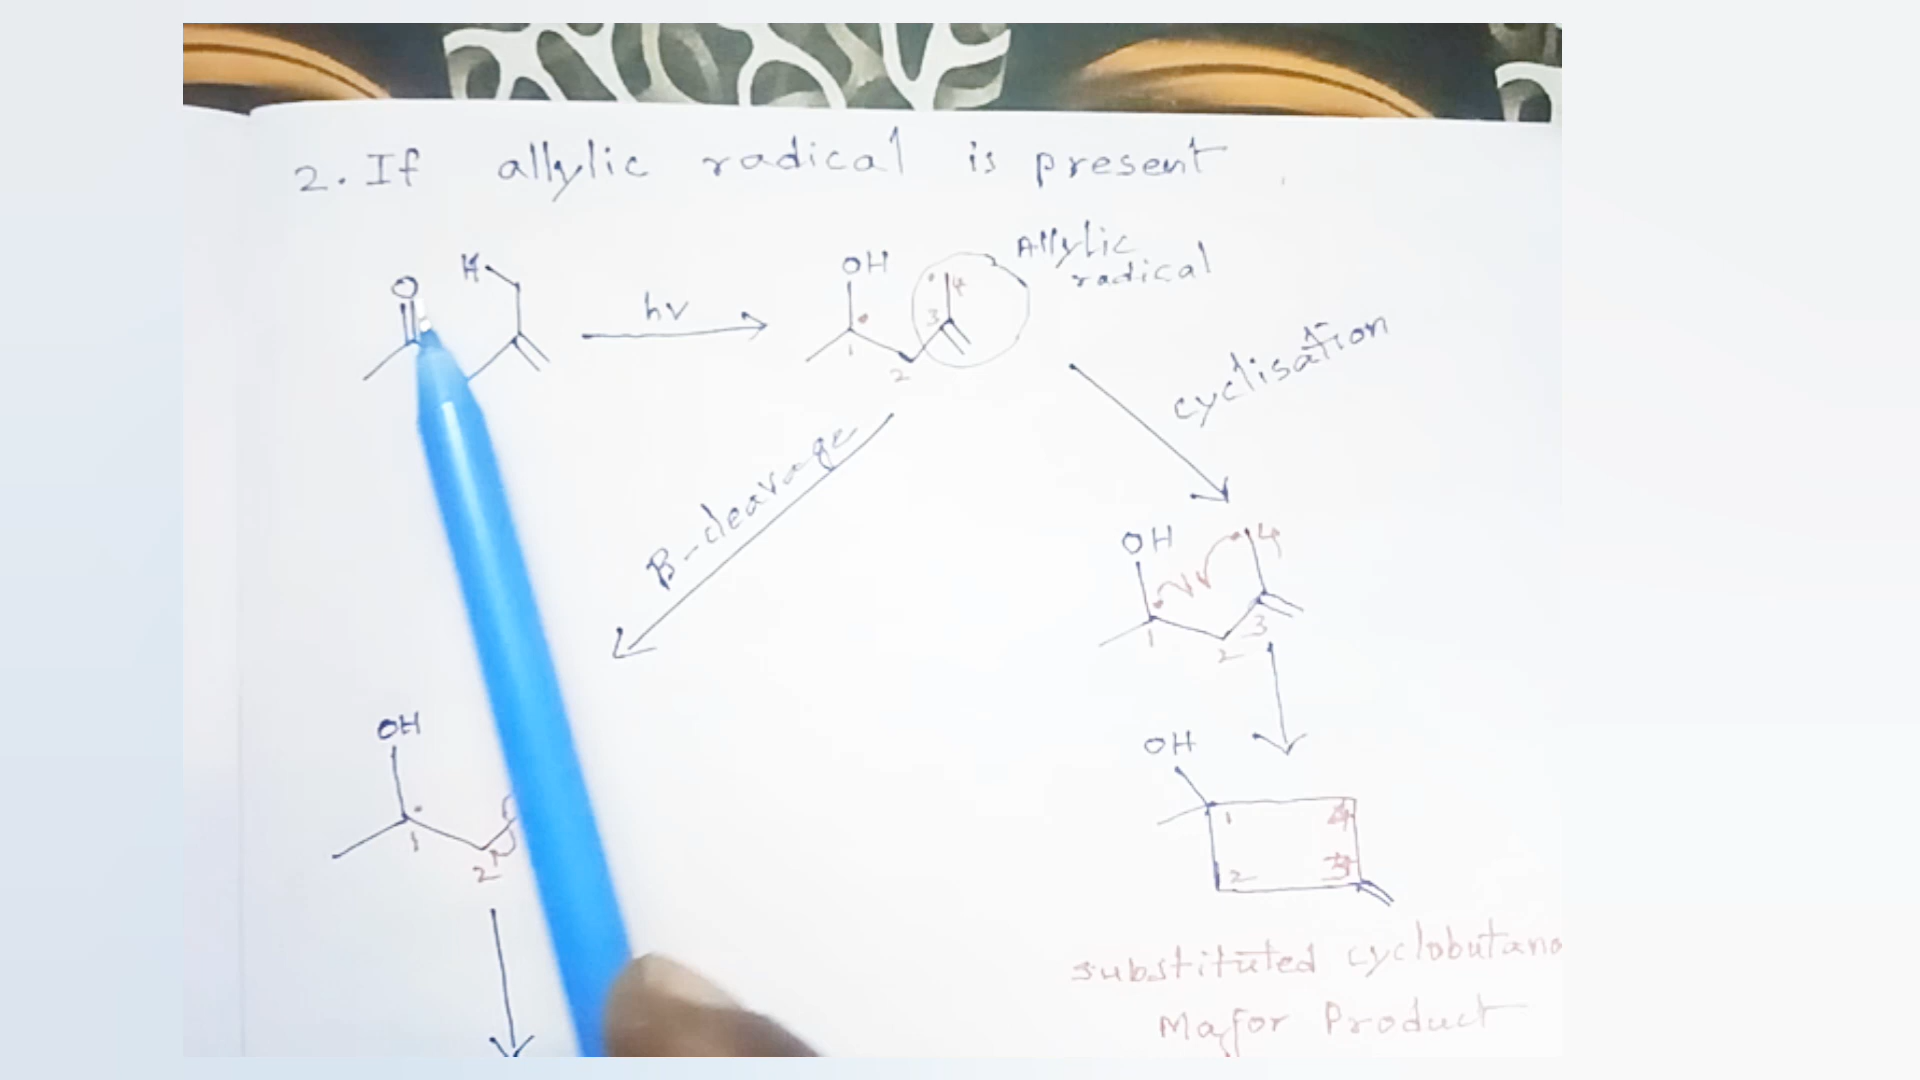 2. If allylic radical is present
O H
hν
OH
1 2 3 4
Allylic
radical
B-cleavage
cyclisation
OH
1 2 3 4
OH
1 2
OH
1 4
2 3
substituted cyclobutano
Major Product